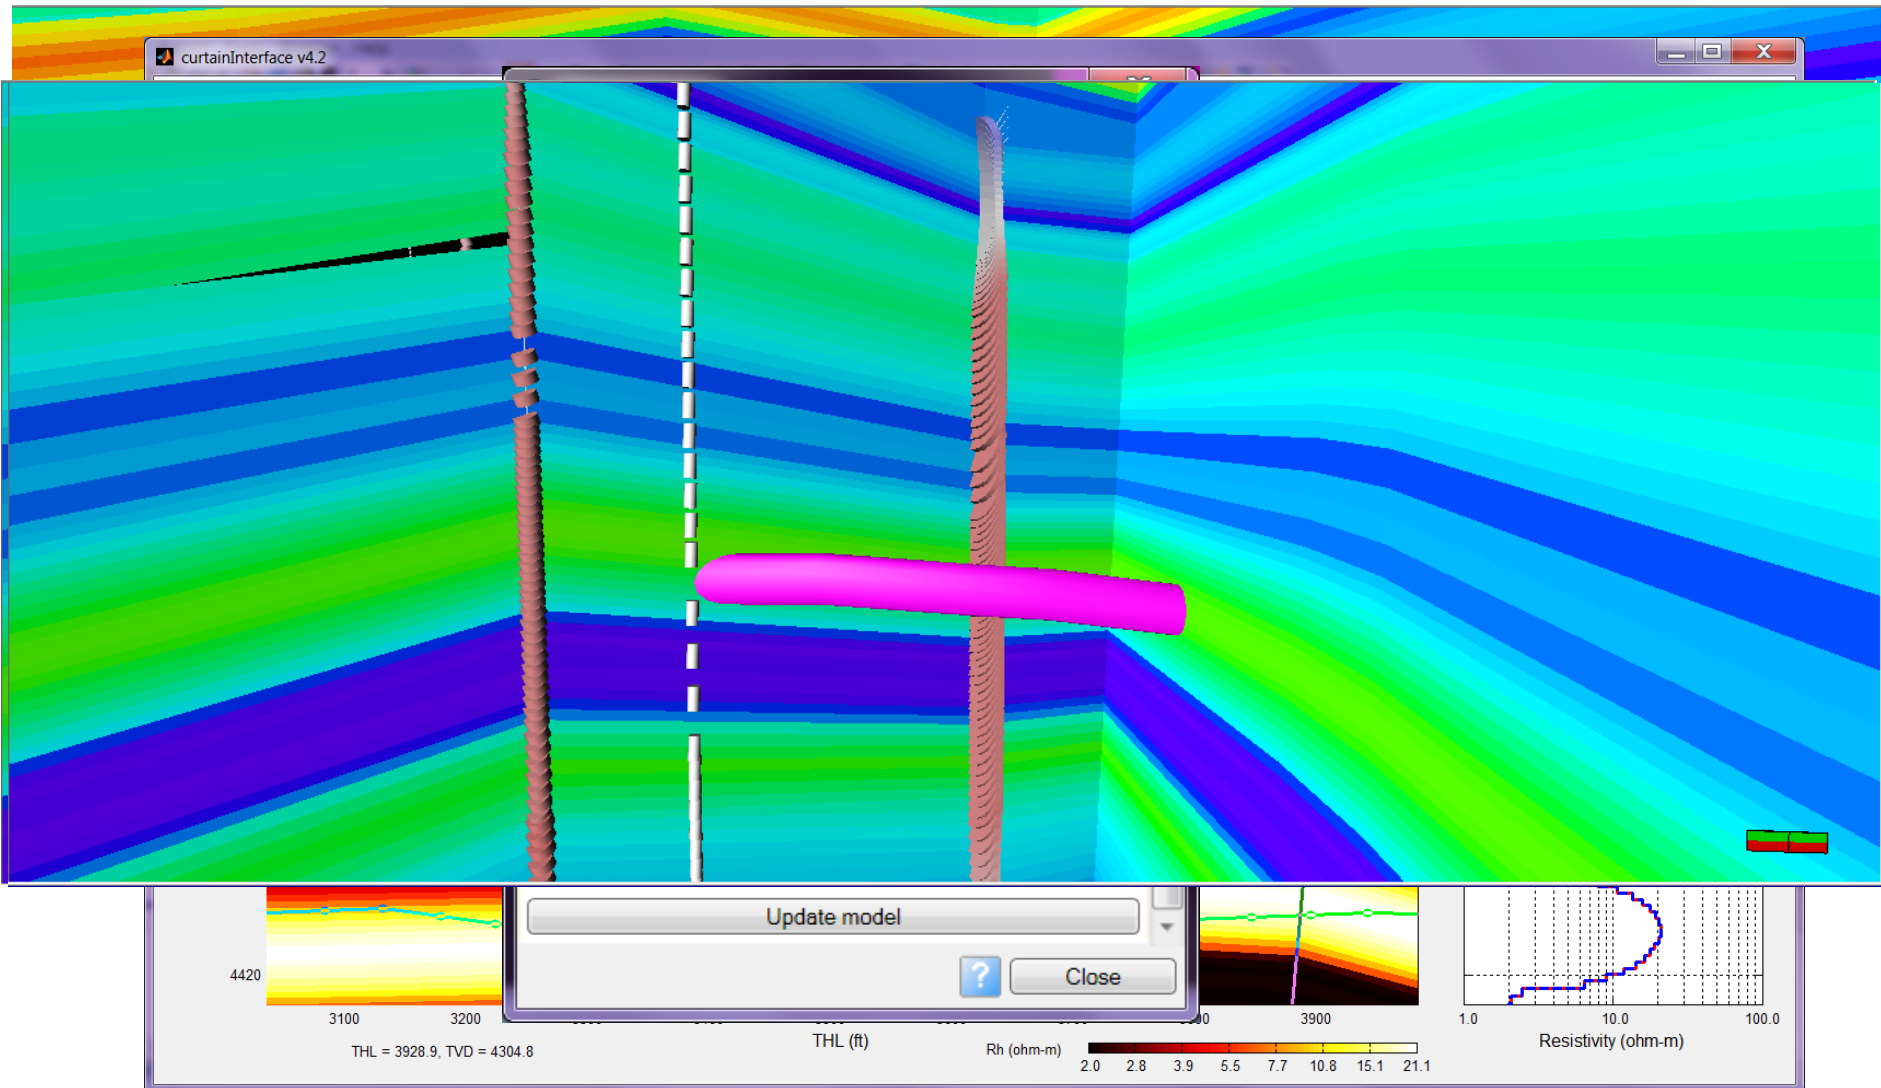 curtainInterface v4.2
Update model
?
Close
4420
3100
3200
3900
1.0
10.0
100.0
THL (ft)
Resistivity (ohm-m)
THL = 3928.9, TVD = 4304.8
Rh (ohm-m)
2.0
2.8
3.9
5.5
7.7
10.8
15.1
21.1